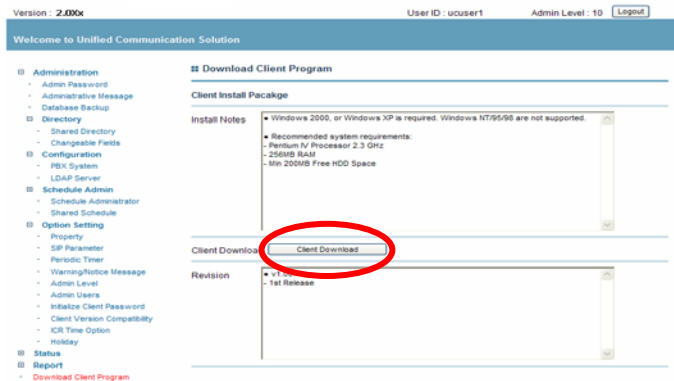 Version : 2.0Xx
User ID : ucuser1
Admin Level : 10
Logout
Welcome to Unified Communication Solution
Administration
Admin Password
Administrative Message
Database Backup
Directory
Shared Directory
Changeable Fields
Configuration
PBX System
LDAP Server
Schedule Admin
Schedule Administrator
Shared Schedule
Option Setting
Property
SIP Parameter
Periodic Timer
Warning/Notice Message
Admin Level
Admin Users
Initialize Client Password
Client Version Compatibility
ICR Time Option
Holiday
Status
Report
Download Client Program
Download Client Program
Client Install Pacakge
Install Notes
• Windows 2000, or Windows XP is required. Windows NT/95/98 are not supported.
• Recommended system requirements:
- Pentium IV Processor 2.3 GHz
- 256MB RAM
- Min 200MB Free HDD Space
Client Download
Client Download
Revision
- 1st Release